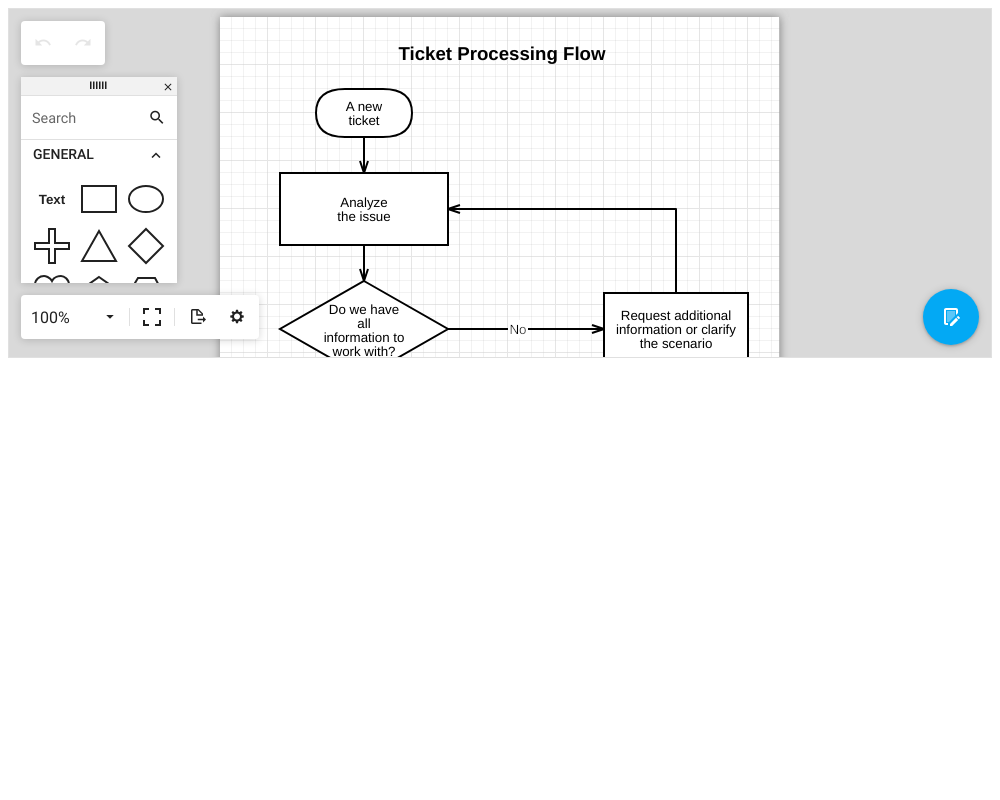 Ticket Processing Flow
A new
ticket
Search
GENERAL
Text
Analyze
the issue
Do we have
all
information to
work with?
No
Request additional
information or clarify
the scenario
100%